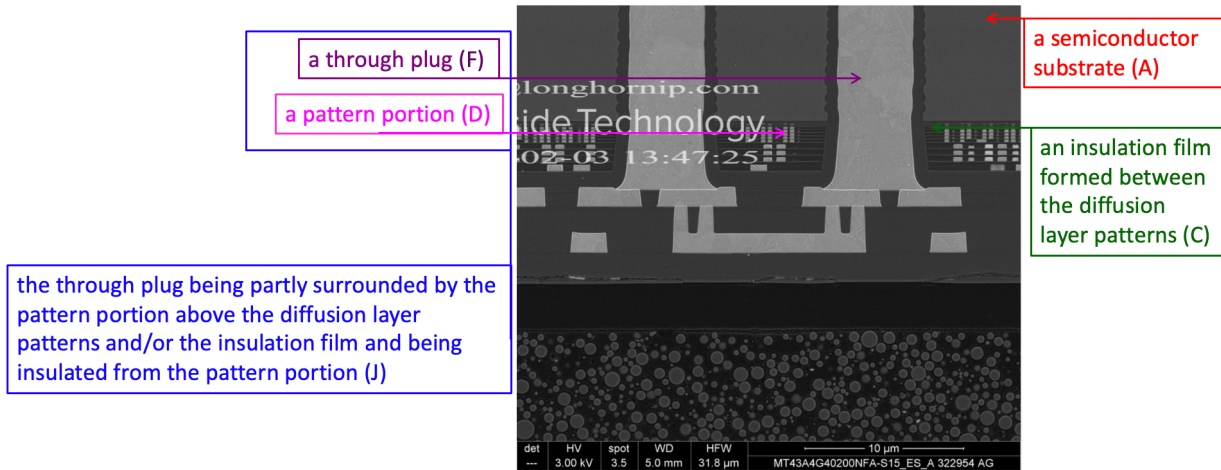 a through plug (F)
a pattern portion (D)
the through plug being partly surrounded by the
pattern portion above the diffusion layer
patterns and/or the insulation film and being
insulated from the pattern portion (J)
@longhornip.com
side Technology
-02-03 13:47:25
a semiconductor
substrate (A)
an insulation film
formed between
the diffusion
layer patterns (C)
det HV spot WD HFW 10 µm
--- 3.00 kV 3.5 5.0 mm 31.8 µm MT43A4G40200NFA-S15_ES_A 322954 AG